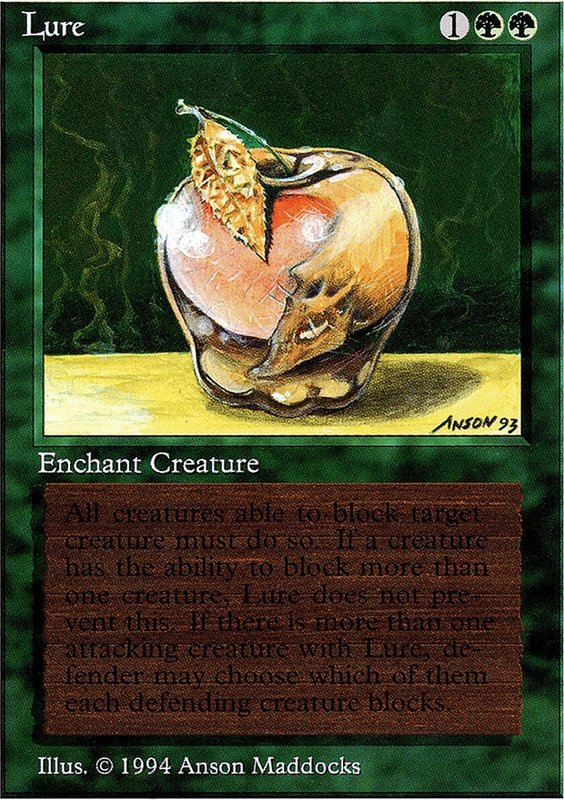 Lure 1
ANSON 93
Enchant Creature
All creatures able to block target
creature must do so. If a creature
has the ability to block more than
one creature, Lure does not pre-
vent this. If there is more than one
attacking creature with Lure, de-
fender may choose which of them
each defending creature blocks.
Illus. © 1994 Anson Maddocks